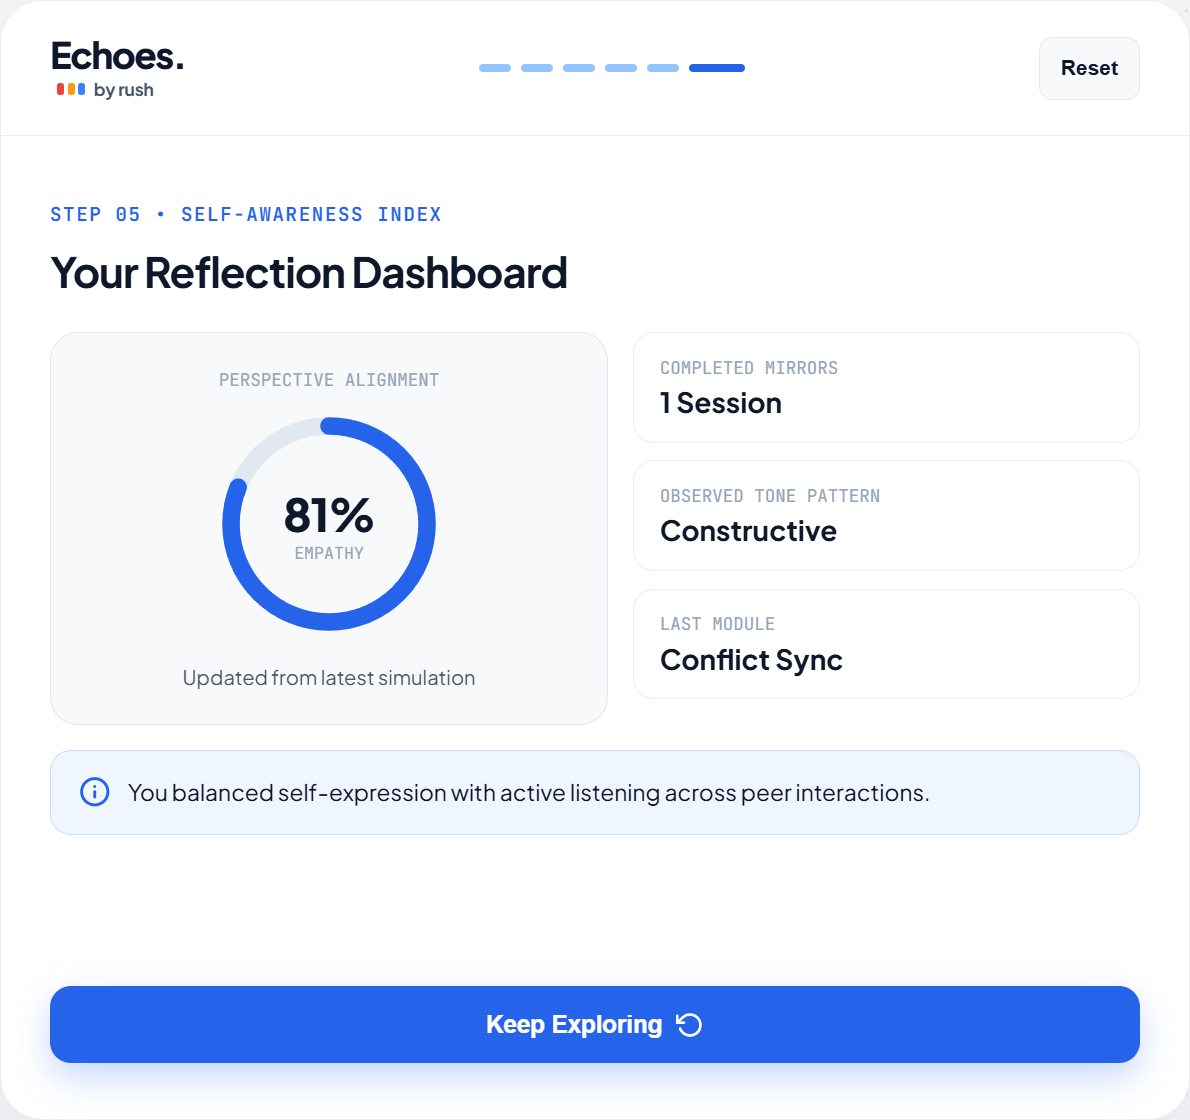 Echoes.
by rush
Reset
STEP 05 • SELF-AWARENESS INDEX
Your Reflection Dashboard
PERSPECTIVE ALIGNMENT
81%
EMPATHY
Updated from latest simulation
COMPLETED MIRRORS
1 Session
OBSERVED TONE PATTERN
Constructive
LAST MODULE
Conflict Sync
You balanced self-expression with active listening across peer interactions.
Keep Exploring